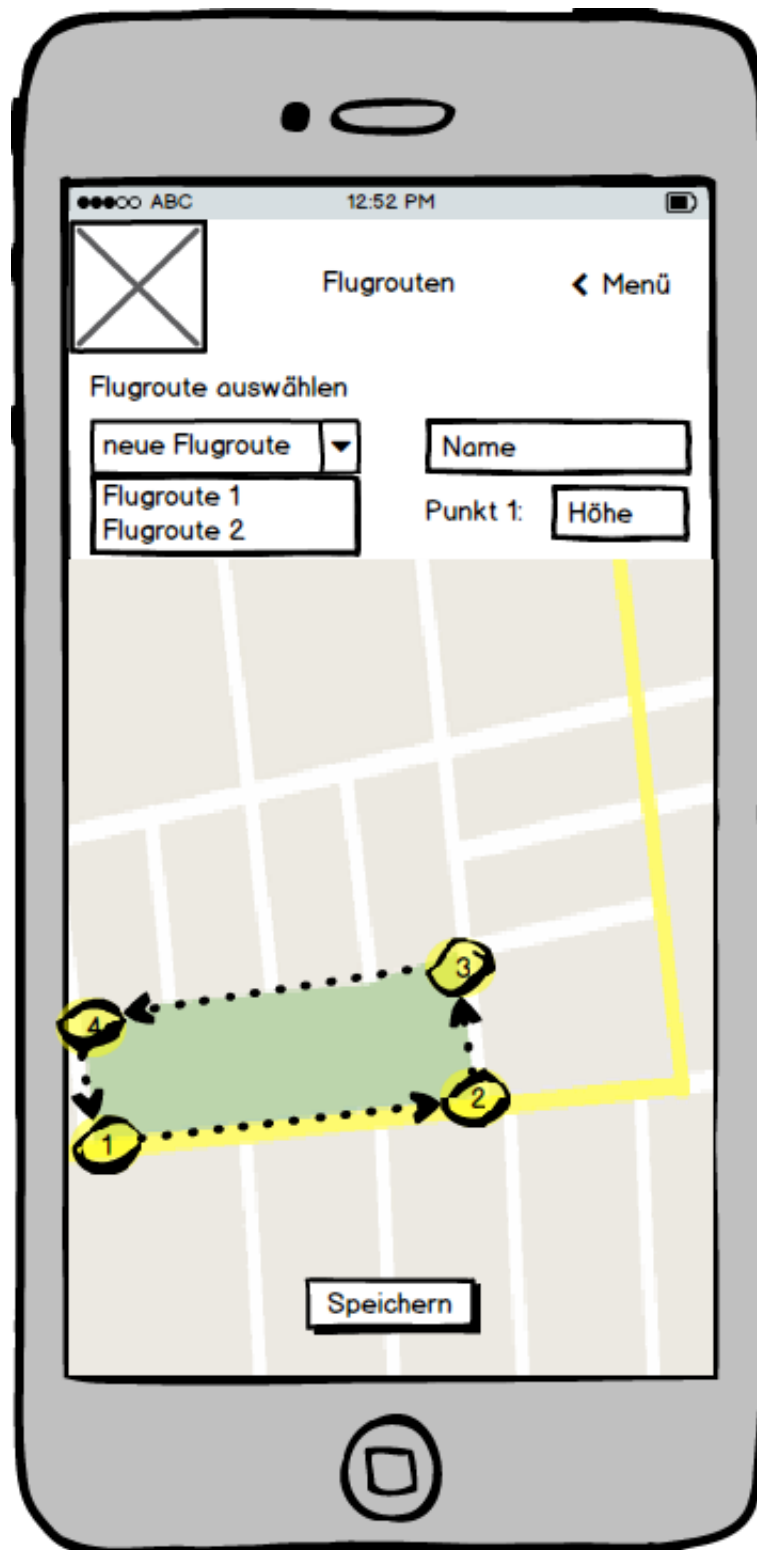 ABC 12:52 PM
Flugrouten Menü
Flugroute auswählen
neue Flugroute
Name
Flugroute 1
Flugroute 2
Punkt 1:
Höhe
3
4
2
1
Speichern